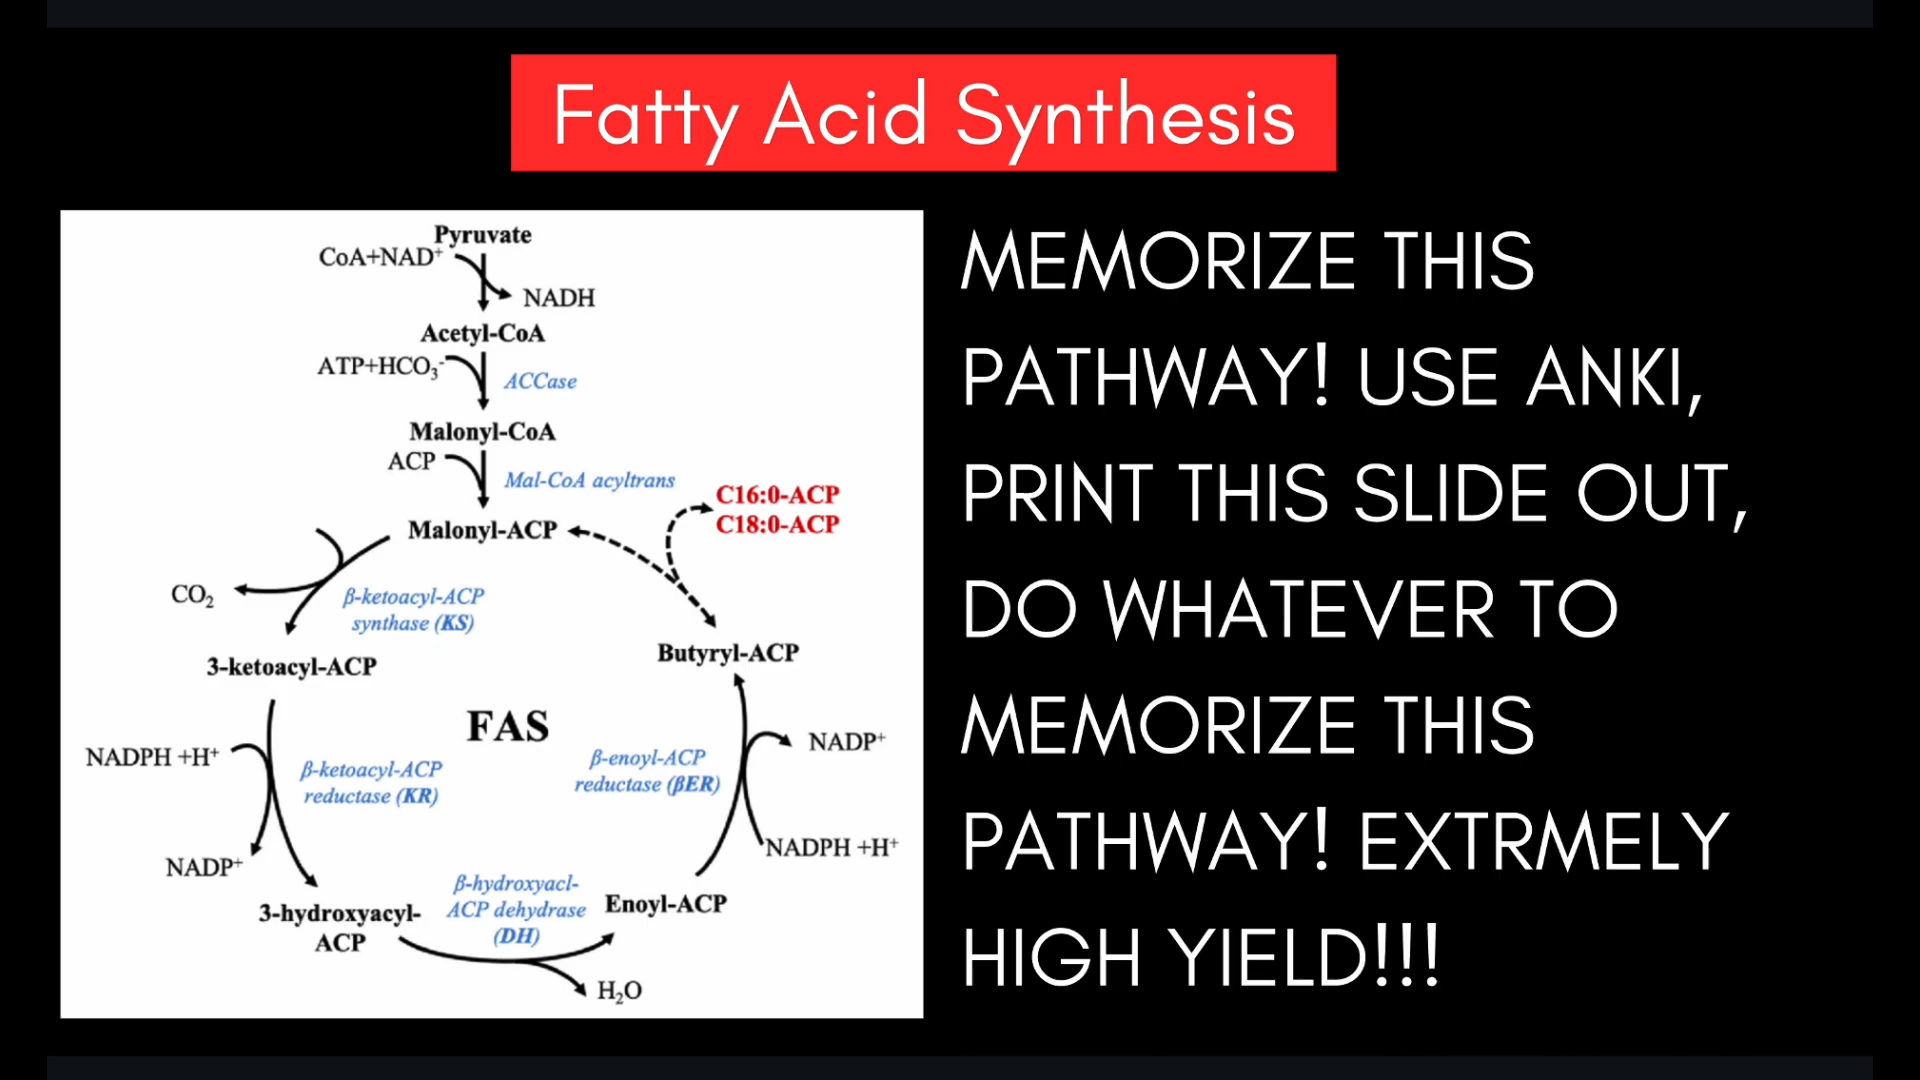 Fatty Acid Synthesis
Pyruvate
CoA+NAD⁺
NADH
Acetyl-CoA
ATP+HCO₃⁻
ACCase
Malonyl-CoA
ACP
Mal-CoA acyltrans
C16:0-ACP
C18:0-ACP
Malonyl-ACP
CO₂
β-ketoacyl-ACP
synthase (KS)
3-ketoacyl-ACP
Butyryl-ACP
FAS
NADPH +H⁺
β-ketoacyl-ACP
reductase (KR)
β-enoyl-ACP
reductase (βER)
NADP⁺
NADPH +H⁺
NADP⁺
3-hydroxyacyl-
ACP
β-hydroxyacl-
ACP dehydrase
(DH)
Enoyl-ACP
H₂O
MEMORIZE THIS
PATHWAY! USE ANKI,
PRINT THIS SLIDE OUT,
DO WHATEVER TO
MEMORIZE THIS
PATHWAY! EXTRMELY
HIGH YIELD!!!